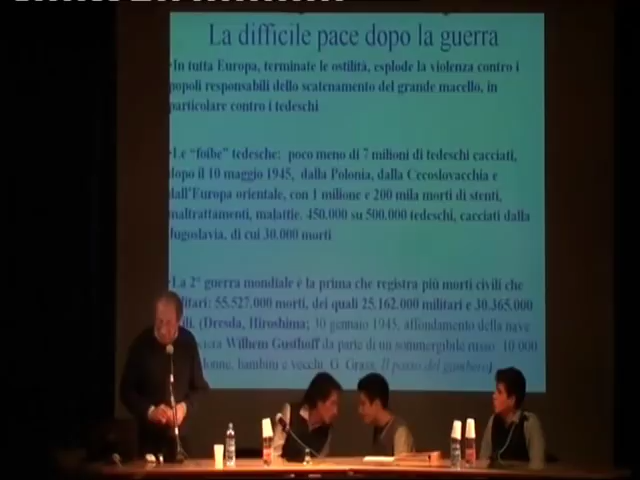 La difficile pace dopo la guerra
•In tutta Europa, terminate le ostilità, esplode la violenza contro i
popoli responsabili dello scatenamento del grande macello, in
particolare contro i tedeschi
•Le “foibe” tedesche: poco meno di 7 milioni di tedeschi cacciati,
dopo il 10 maggio 1945, dalla Polonia, dalla Cecoslovacchia e
dall'Europa orientale, con 1 milione e 200 mila morti di stenti,
maltrattamenti, malattie. 450.000 su 500.000 tedeschi, cacciati dalla
Jugoslavia, di cui 30.000 morti
•La 2° guerra mondiale è la prima che registra più morti civili che
litari: 55.527.000 morti, dei quali 25.162.000 militari e 30.365.000
ili. (Dresda, Hiroshima; 30 gennaio 1945, affondamento della nave
Wilhem Gusthoff da parte di un sommergibile russo 10 000
donne, bambini e vecchi. G. Grass, Il passo del gambero)